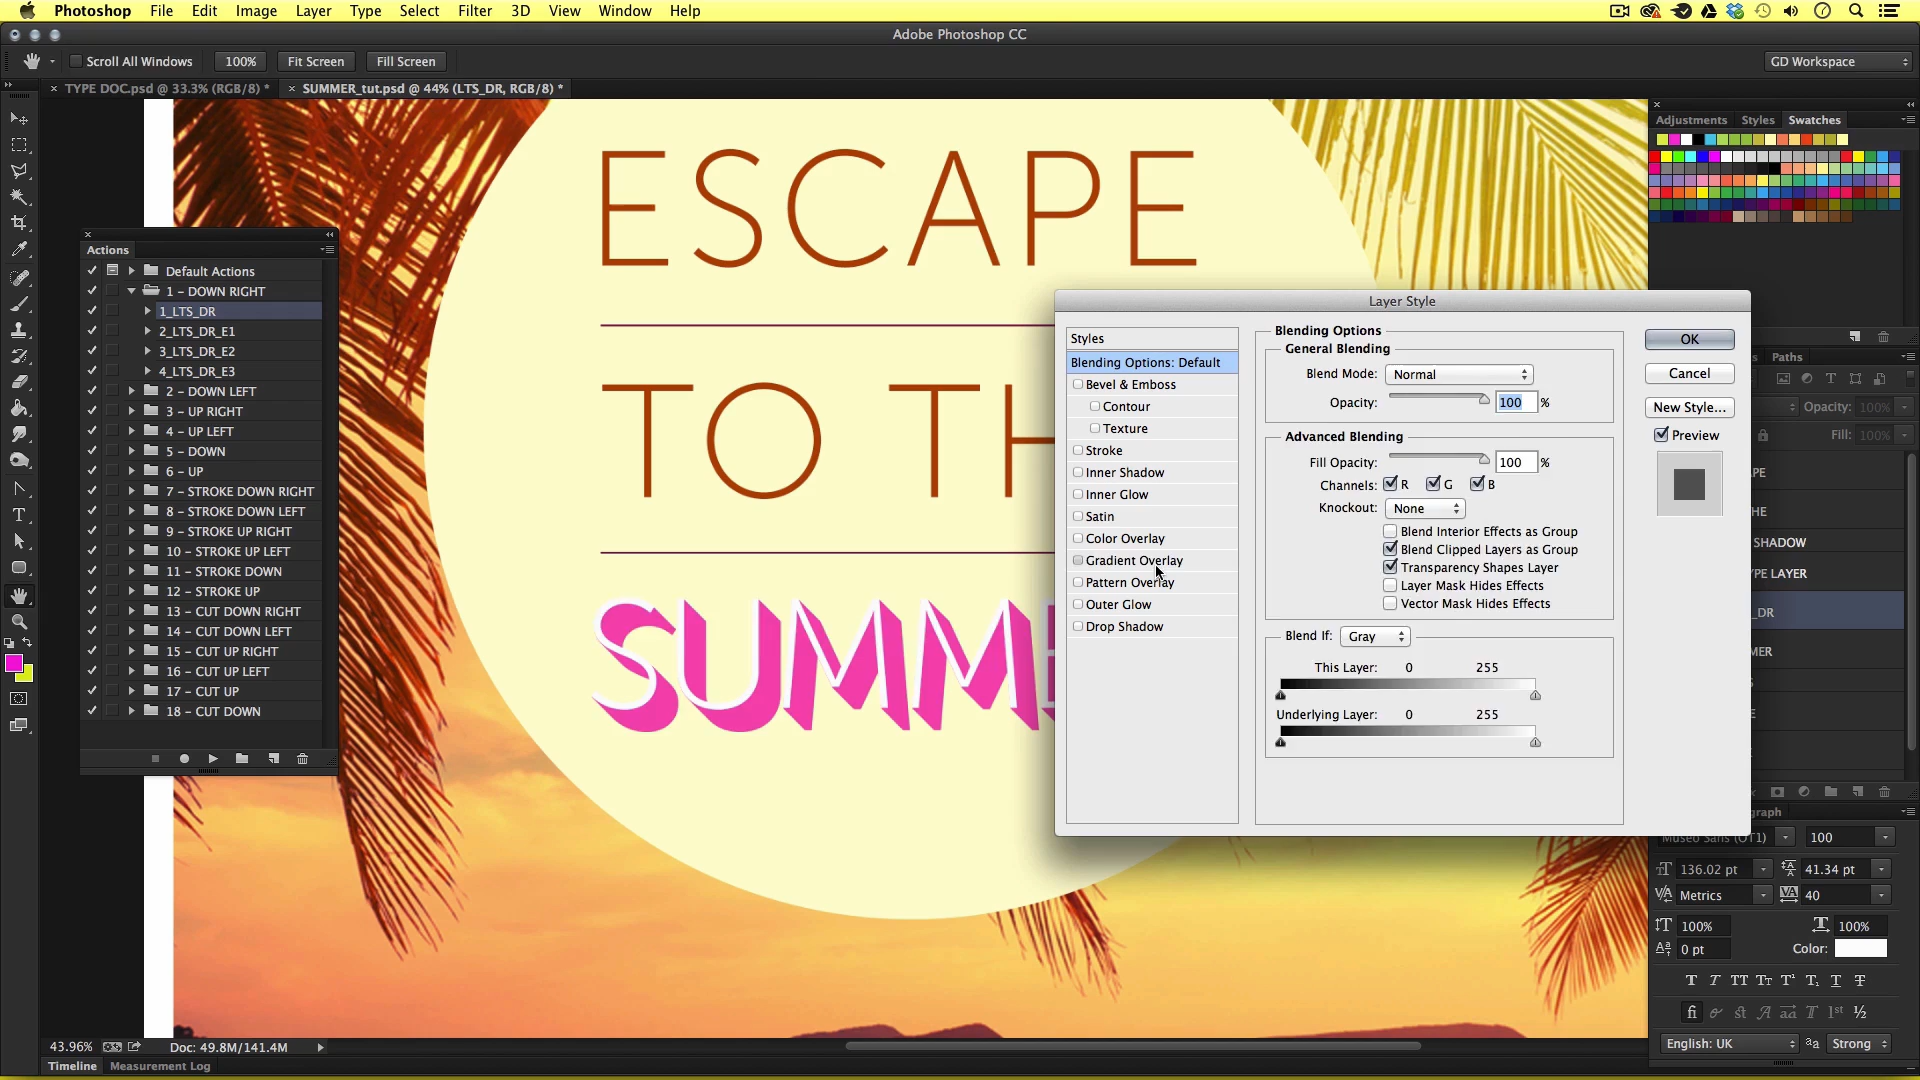 Photoshop File Edit Image Layer Type Select Filter 3D View Window Help
Adobe Photoshop CC
Scroll All Windows 100% Fit Screen Fill Screen GD Workspace
TYPE DOC.psd @ 33.3% (RGB/8) * SUMMER_tut.psd @ 44% (LTS_DR, RGB/8) *
Adjustments Styles Swatches
ESCAPE
TO TH
SUMME
Actions
Default Actions
1 - DOWN RIGHT
1_LTS_DR
2_LTS_DR_E1
3_LTS_DR_E2
4_LTS_DR_E3
2 - DOWN LEFT
3 - UP RIGHT
4 - UP LEFT
5 - DOWN
6 - UP
7 - STROKE DOWN RIGHT
8 - STROKE DOWN LEFT
9 - STROKE UP RIGHT
10 - STROKE UP LEFT
11 - STROKE DOWN
12 - STROKE UP
13 - CUT DOWN RIGHT
14 - CUT DOWN LEFT
15 - CUT UP RIGHT
16 - CUT UP LEFT
17 - CUT UP
18 - CUT DOWN
Layer Style
Styles
Blending Options: Default
Bevel & Emboss
Contour
Texture
Stroke
Inner Shadow
Inner Glow
Satin
Color Overlay
Gradient Overlay
Pattern Overlay
Outer Glow
Drop Shadow
Blending Options
General Blending
Blend Mode: Normal
Opacity: 100 %
Advanced Blending
Fill Opacity: 100 %
Channels: R G B
Knockout: None
Blend Interior Effects as Group
Blend Clipped Layers as Group
Transparency Shapes Layer
Layer Mask Hides Effects
Vector Mask Hides Effects
Blend If: Gray
This Layer: 0 255
Underlying Layer: 0 255
OK
Cancel
New Style...
Preview
s Paths
Opacity: 100%
Fill: 100%
PE
HE
SHADOW
YPE LAYER
_DR
MER
E
graph
Museo Sans (OT1) 100
136.02 pt 41.34 pt
Metrics 40
100% 100%
0 pt Color:
English: UK aa Strong
43.96% Doc: 49.8M/141.4M
Timeline Measurement Log